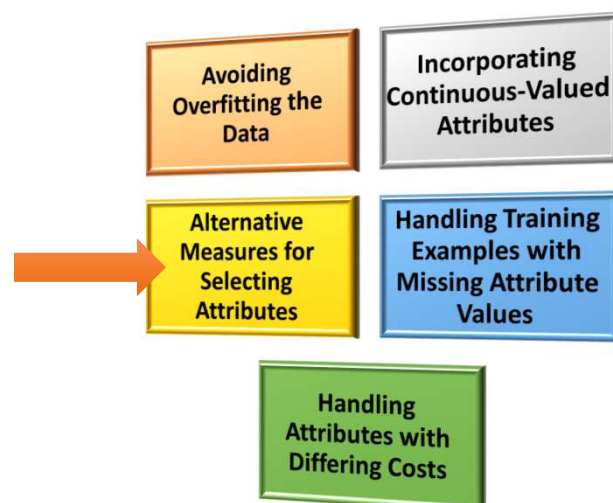 Avoiding
Overfitting the
Data
Incorporating
Continuous-Valued
Attributes
Alternative
Measures for
Selecting
Attributes
Handling Training
Examples with
Missing Attribute
Values
Handling
Attributes with
Differing Costs